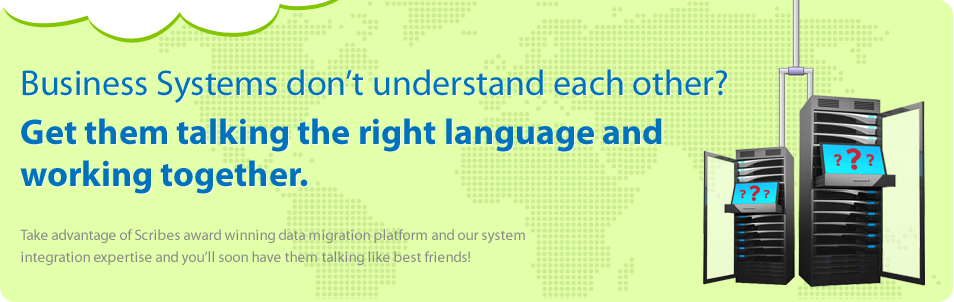 Business Systems don’t understand each other?
Get them talking the right language and
working together.
Take advantage of Scribes award winning data migration platform and our system
integration expertise and you’ll soon have them talking like best friends!
? ? ?
? ? ?